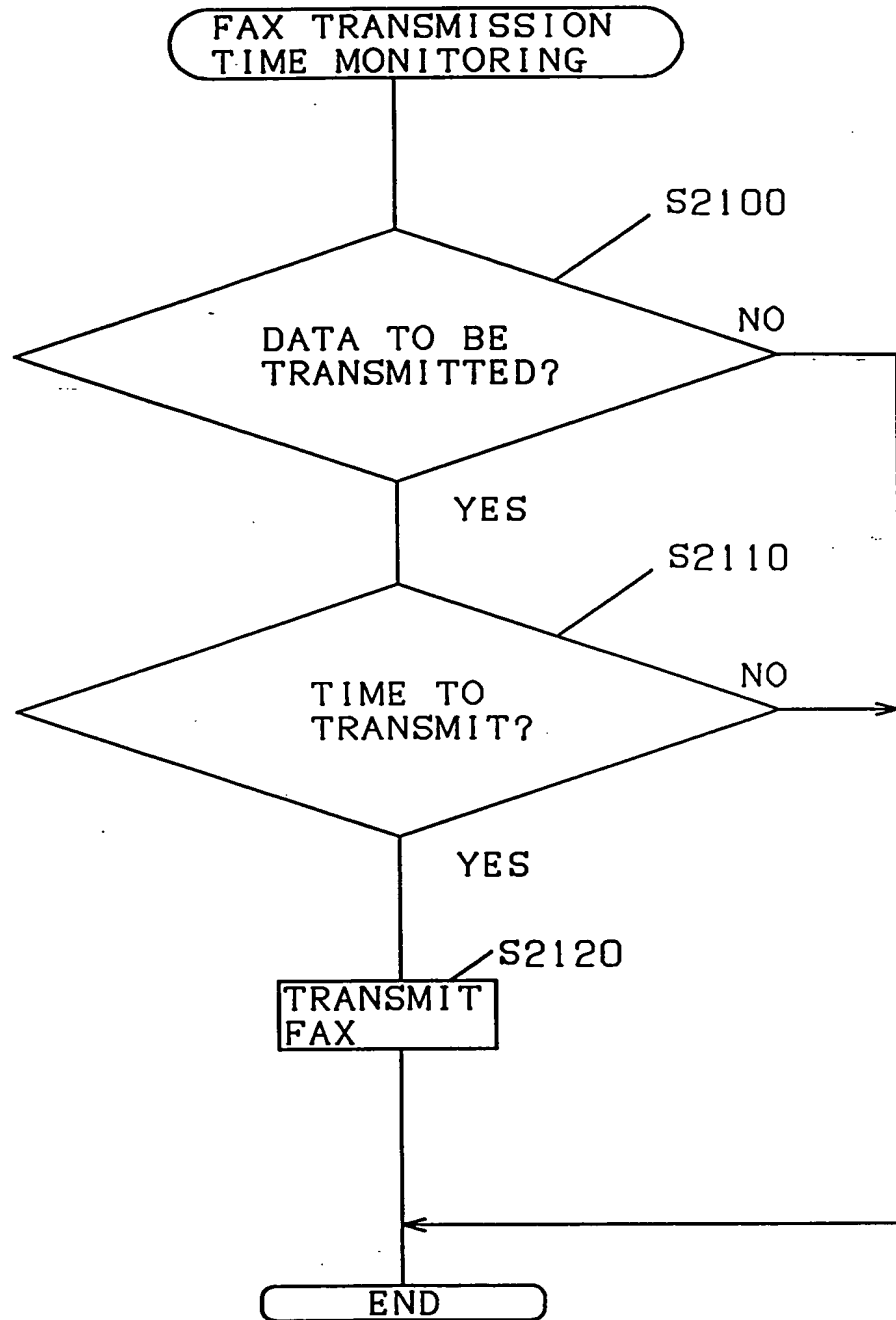 FAX TRANSMISSION
TIME MONITORING
S2100
DATA TO BE
TRANSMITTED?
NO
YES
S2110
TIME TO
TRANSMIT?
NO
YES
S2120
TRANSMIT
FAX
END